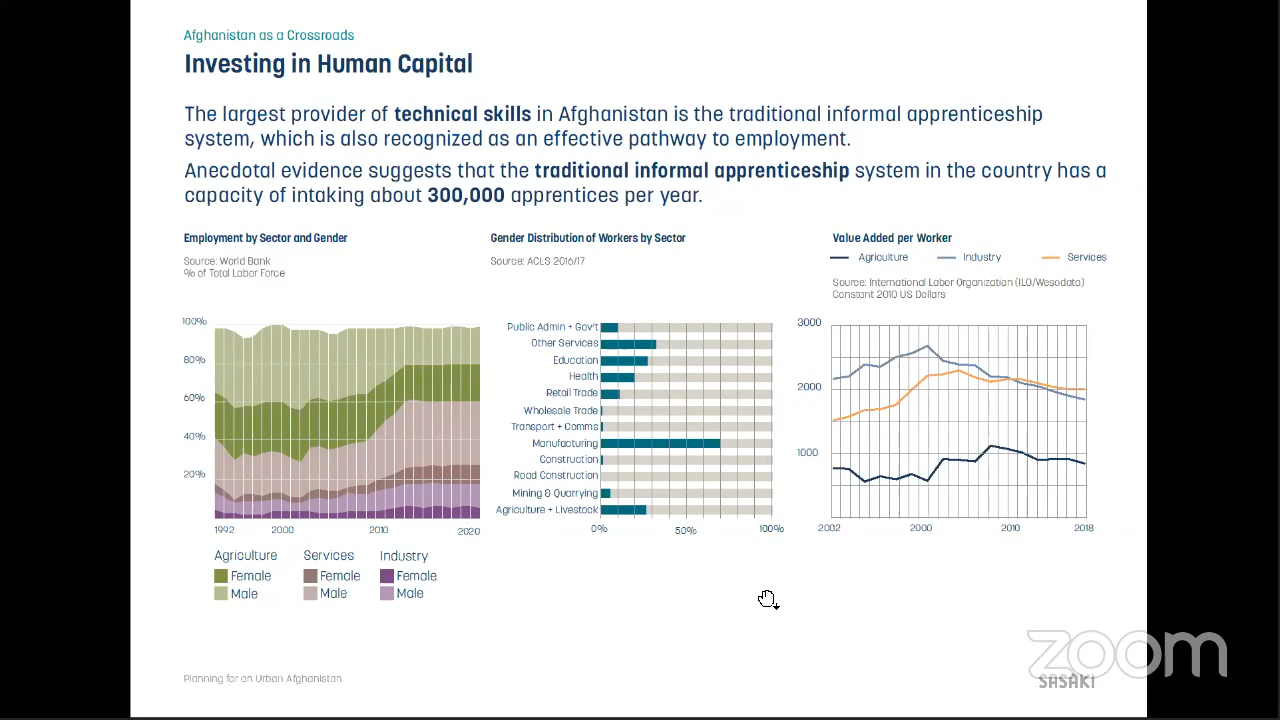 Afghanistan as a Crossroads
Investing in Human Capital
The largest provider of technical skills in Afghanistan is the traditional informal apprenticeship
system, which is also recognized as an effective pathway to employment.
Anecdotal evidence suggests that the traditional informal apprenticeship system in the country has a
capacity of intaking about 300,000 apprentices per year.
Employment by Sector and Gender
Source: World Bank
% of Total Labor Force
100%
80%
60%
40%
20%
1992 2000 2010 2020
Agriculture Services Industry
Female Female Female
Male Male Male
Gender Distribution of Workers by Sector
Source: ACLS 2016/17
Public Admin + Gov't
Other Services
Education
Health
Retail Trade
Wholesale Trade
Transport + Comms
Manufacturing
Construction
Road Construction
Mining & Quarrying
Agriculture + Livestock
0% 50% 100%
Value Added per Worker
Agriculture Industry Services
Source: International Labor Organization (ILO/Wesodata)
Constant 2010 US Dollars
3000
2000
1000
2002 2000 2010 2018
zoom
SASAKI
Planning for an Urban Afghanistan